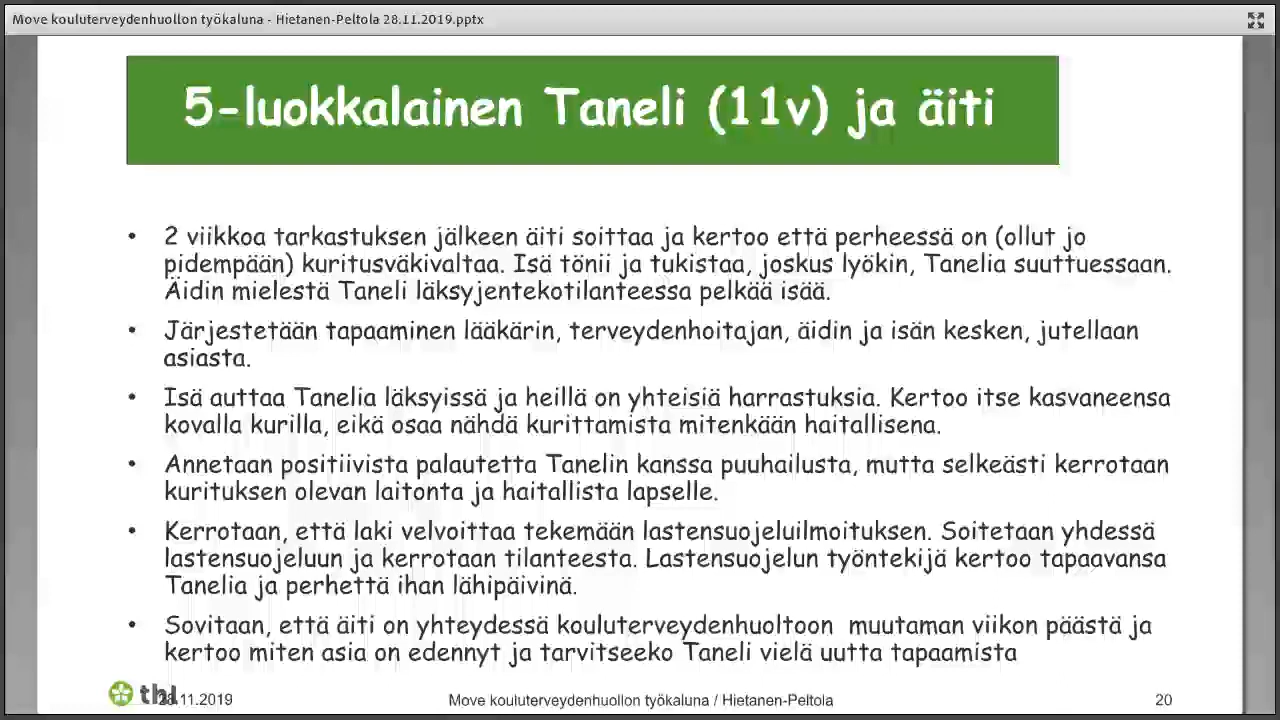 Move kouluterveydenhuollon työkaluna - Hietanen-Peltola 28.11.2019.pptx
5-luokkalainen Taneli (11v) ja äiti
• 2 viikkoa tarkastuksen jälkeen äiti soittaa ja kertoo että perheessä on (ollut jo
pidempään) kuritusväkivaltaa. Isä tönii ja tukistaa, joskus lyökin, Tanelia suuttuessaan.
Äidin mielestä Taneli läksyjentekotilanteessa pelkää isää.
• Järjestetään tapaaminen lääkärin, terveydenhoitajan, äidin ja isän kesken, jutellaan
asiasta.
• Isä auttaa Tanelia läksyissä ja heillä on yhteisiä harrastuksia. Kertoo itse kasvaneensa
kovalla kurilla, eikä osaa nähdä kurittamista mitenkään haitallisena.
• Annetaan positiivista palautetta Tanelin kanssa puuhailusta, mutta selkeästi kerrotaan
kurituksen olevan laitonta ja haitallista lapselle.
• Kerrotaan, että laki velvoittaa tekemään lastensuojeluilmoituksen. Soitetaan yhdessä
lastensuojeluun ja kerrotaan tilanteesta. Lastensuojelun työntekijä kertoo tapaavansa
Tanelia ja perhettä ihan lähipäivinä.
• Sovitaan, että äiti on yhteydessä kouluterveydenhuoltoon muutaman viikon päästä ja
kertoo miten asia on edennyt ja tarvitseeko Taneli vielä uutta tapaamista
thl 28.11.2019 Move kouluterveydenhuollon työkaluna / Hietanen-Peltola 20